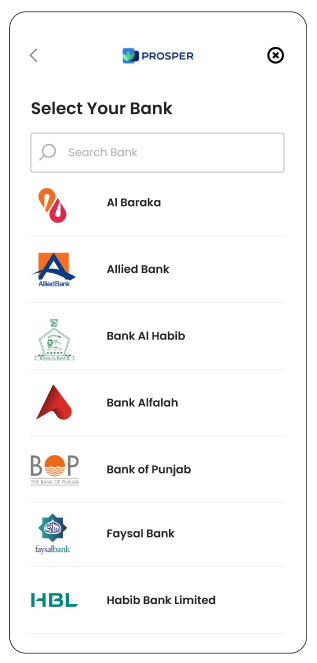 PROSPER
Select Your Bank
Search Bank
Al Baraka
AlliedBank
Allied Bank
Bank Al Habib
Bank Alfalah
BOP
THE BANK OF PUNJAB
Bank of Punjab
faysalbank
Faysal Bank
HBL
Habib Bank Limited